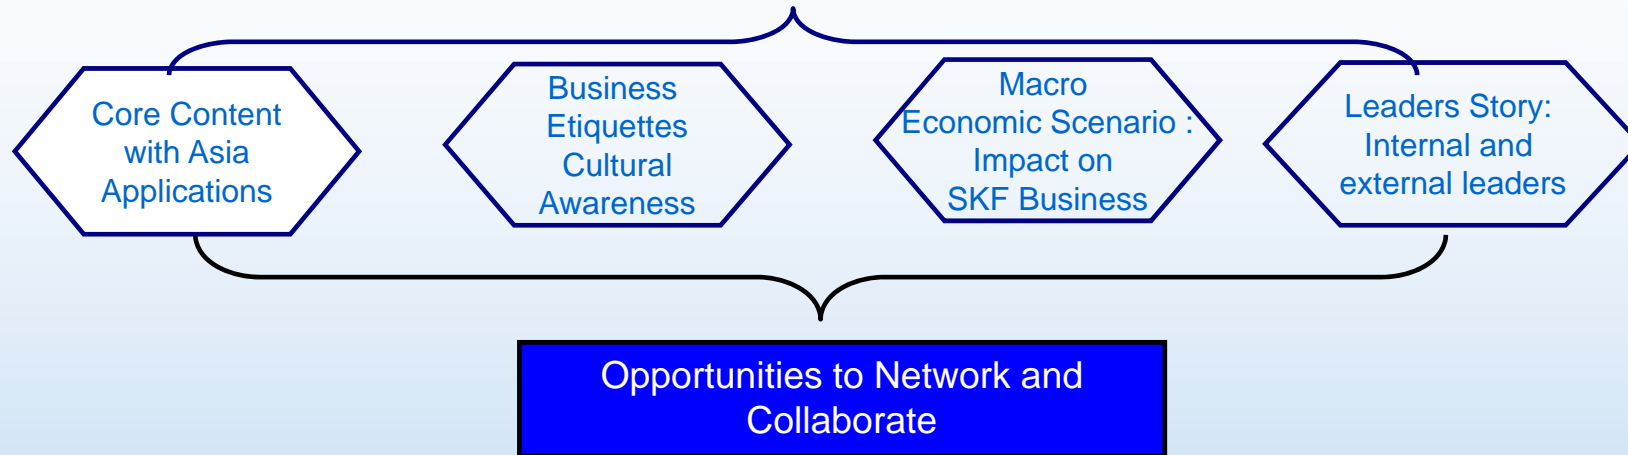 Core Content
with Asia
Applications
Business
Etiquettes
Cultural
Awareness
Macro
Economic Scenario :
Impact on
SKF Business
Leaders Story:
Internal and
external leaders
Opportunities to Network and
Collaborate